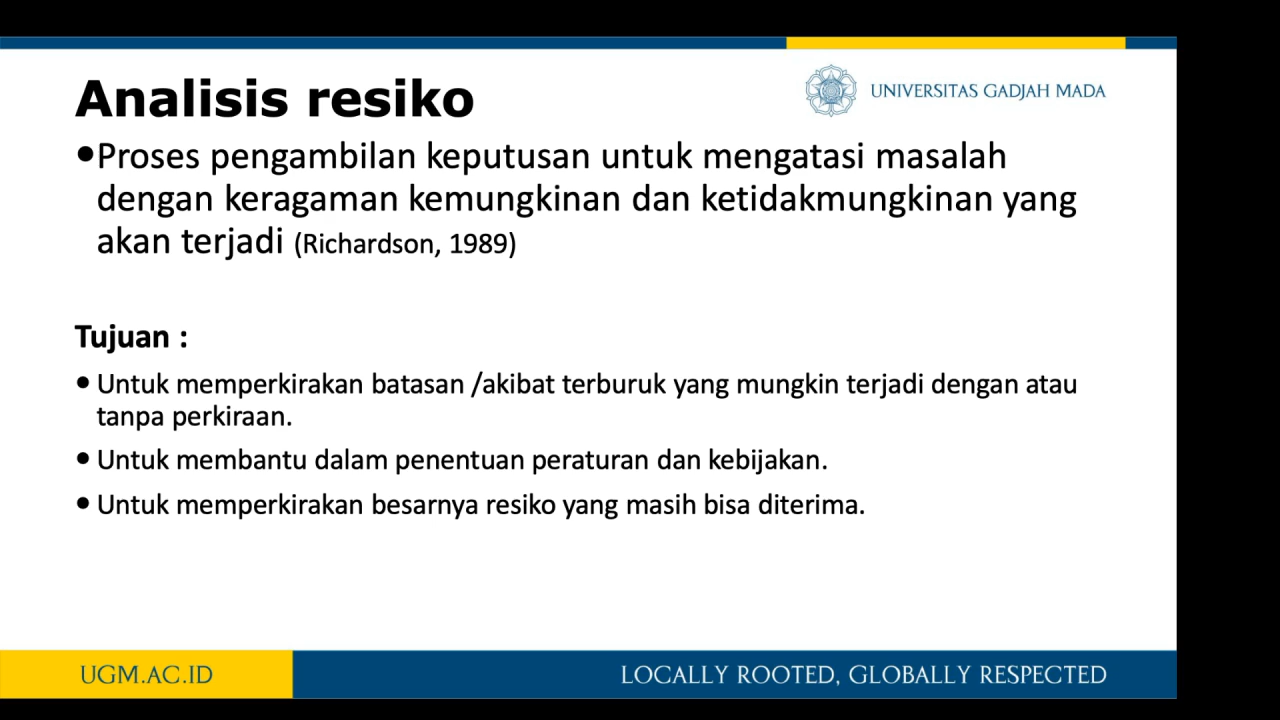 Analisis resiko
UNIVERSITAS GADJAH MADA
•Proses pengambilan keputusan untuk mengatasi masalah
dengan keragaman kemungkinan dan ketidakmungkinan yang
akan terjadi (Richardson, 1989)
Tujuan :
• Untuk memperkirakan batasan /akibat terburuk yang mungkin terjadi dengan atau
tanpa perkiraan.
• Untuk membantu dalam penentuan peraturan dan kebijakan.
• Untuk memperkirakan besarnya resiko yang masih bisa diterima.
UGM.AC.ID
LOCALLY ROOTED, GLOBALLY RESPECTED